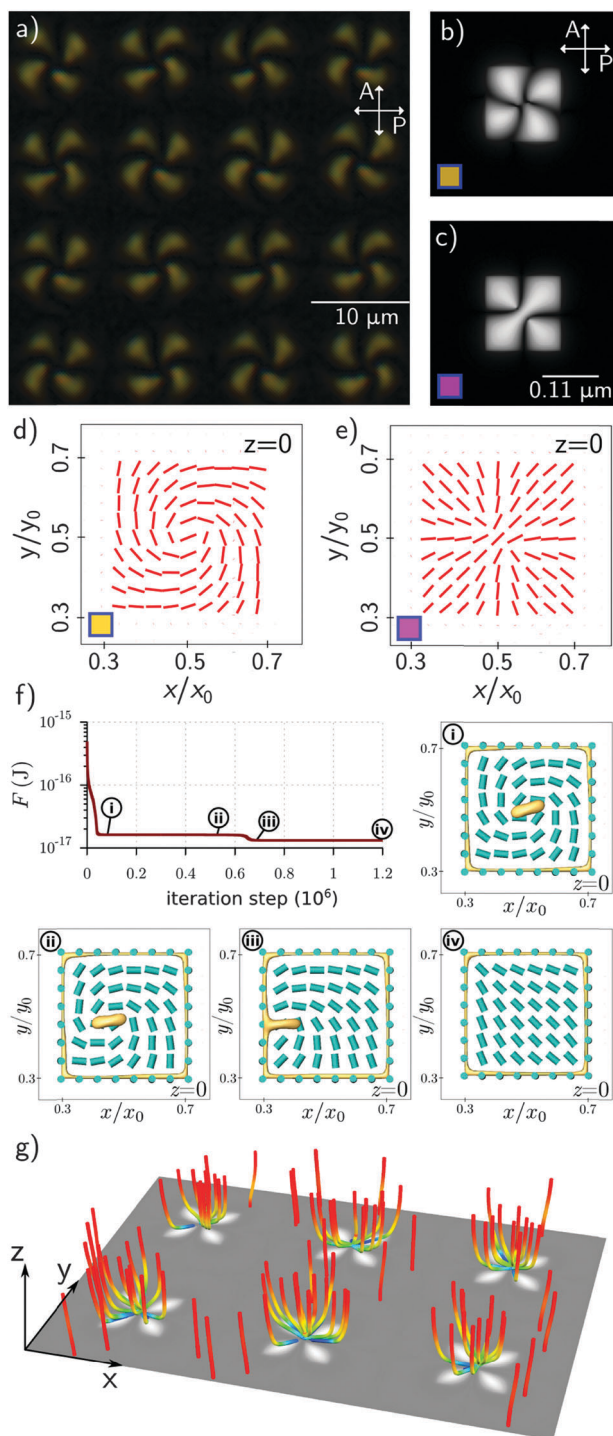 a)
A
P
10 μm
b)
A
P
c)
0.11 μm
d)
z=0
0.7
0.5
0.3
y/y0
0.3
0.5
0.7
x/x0
e)
z=0
0.7
0.5
0.3
y/y0
0.3
0.5
0.7
x/x0
f)
10^-15
10^-16
10^-17
F (J)
i
ii
iii
iv
0
0.2
0.4
0.6
0.8
1.0
1.2
iteration step (10^6)
i
0.7
0.3
y/y0
z=0
0.3
0.7
x/x0
ii
0.7
0.3
y/y0
z=0
0.3
0.7
x/x0
iii
0.7
0.3
y/y0
z=0
0.3
0.7
x/x0
iv
0.7
0.3
y/y0
z=0
0.3
0.7
x/x0
g)
z
y
x